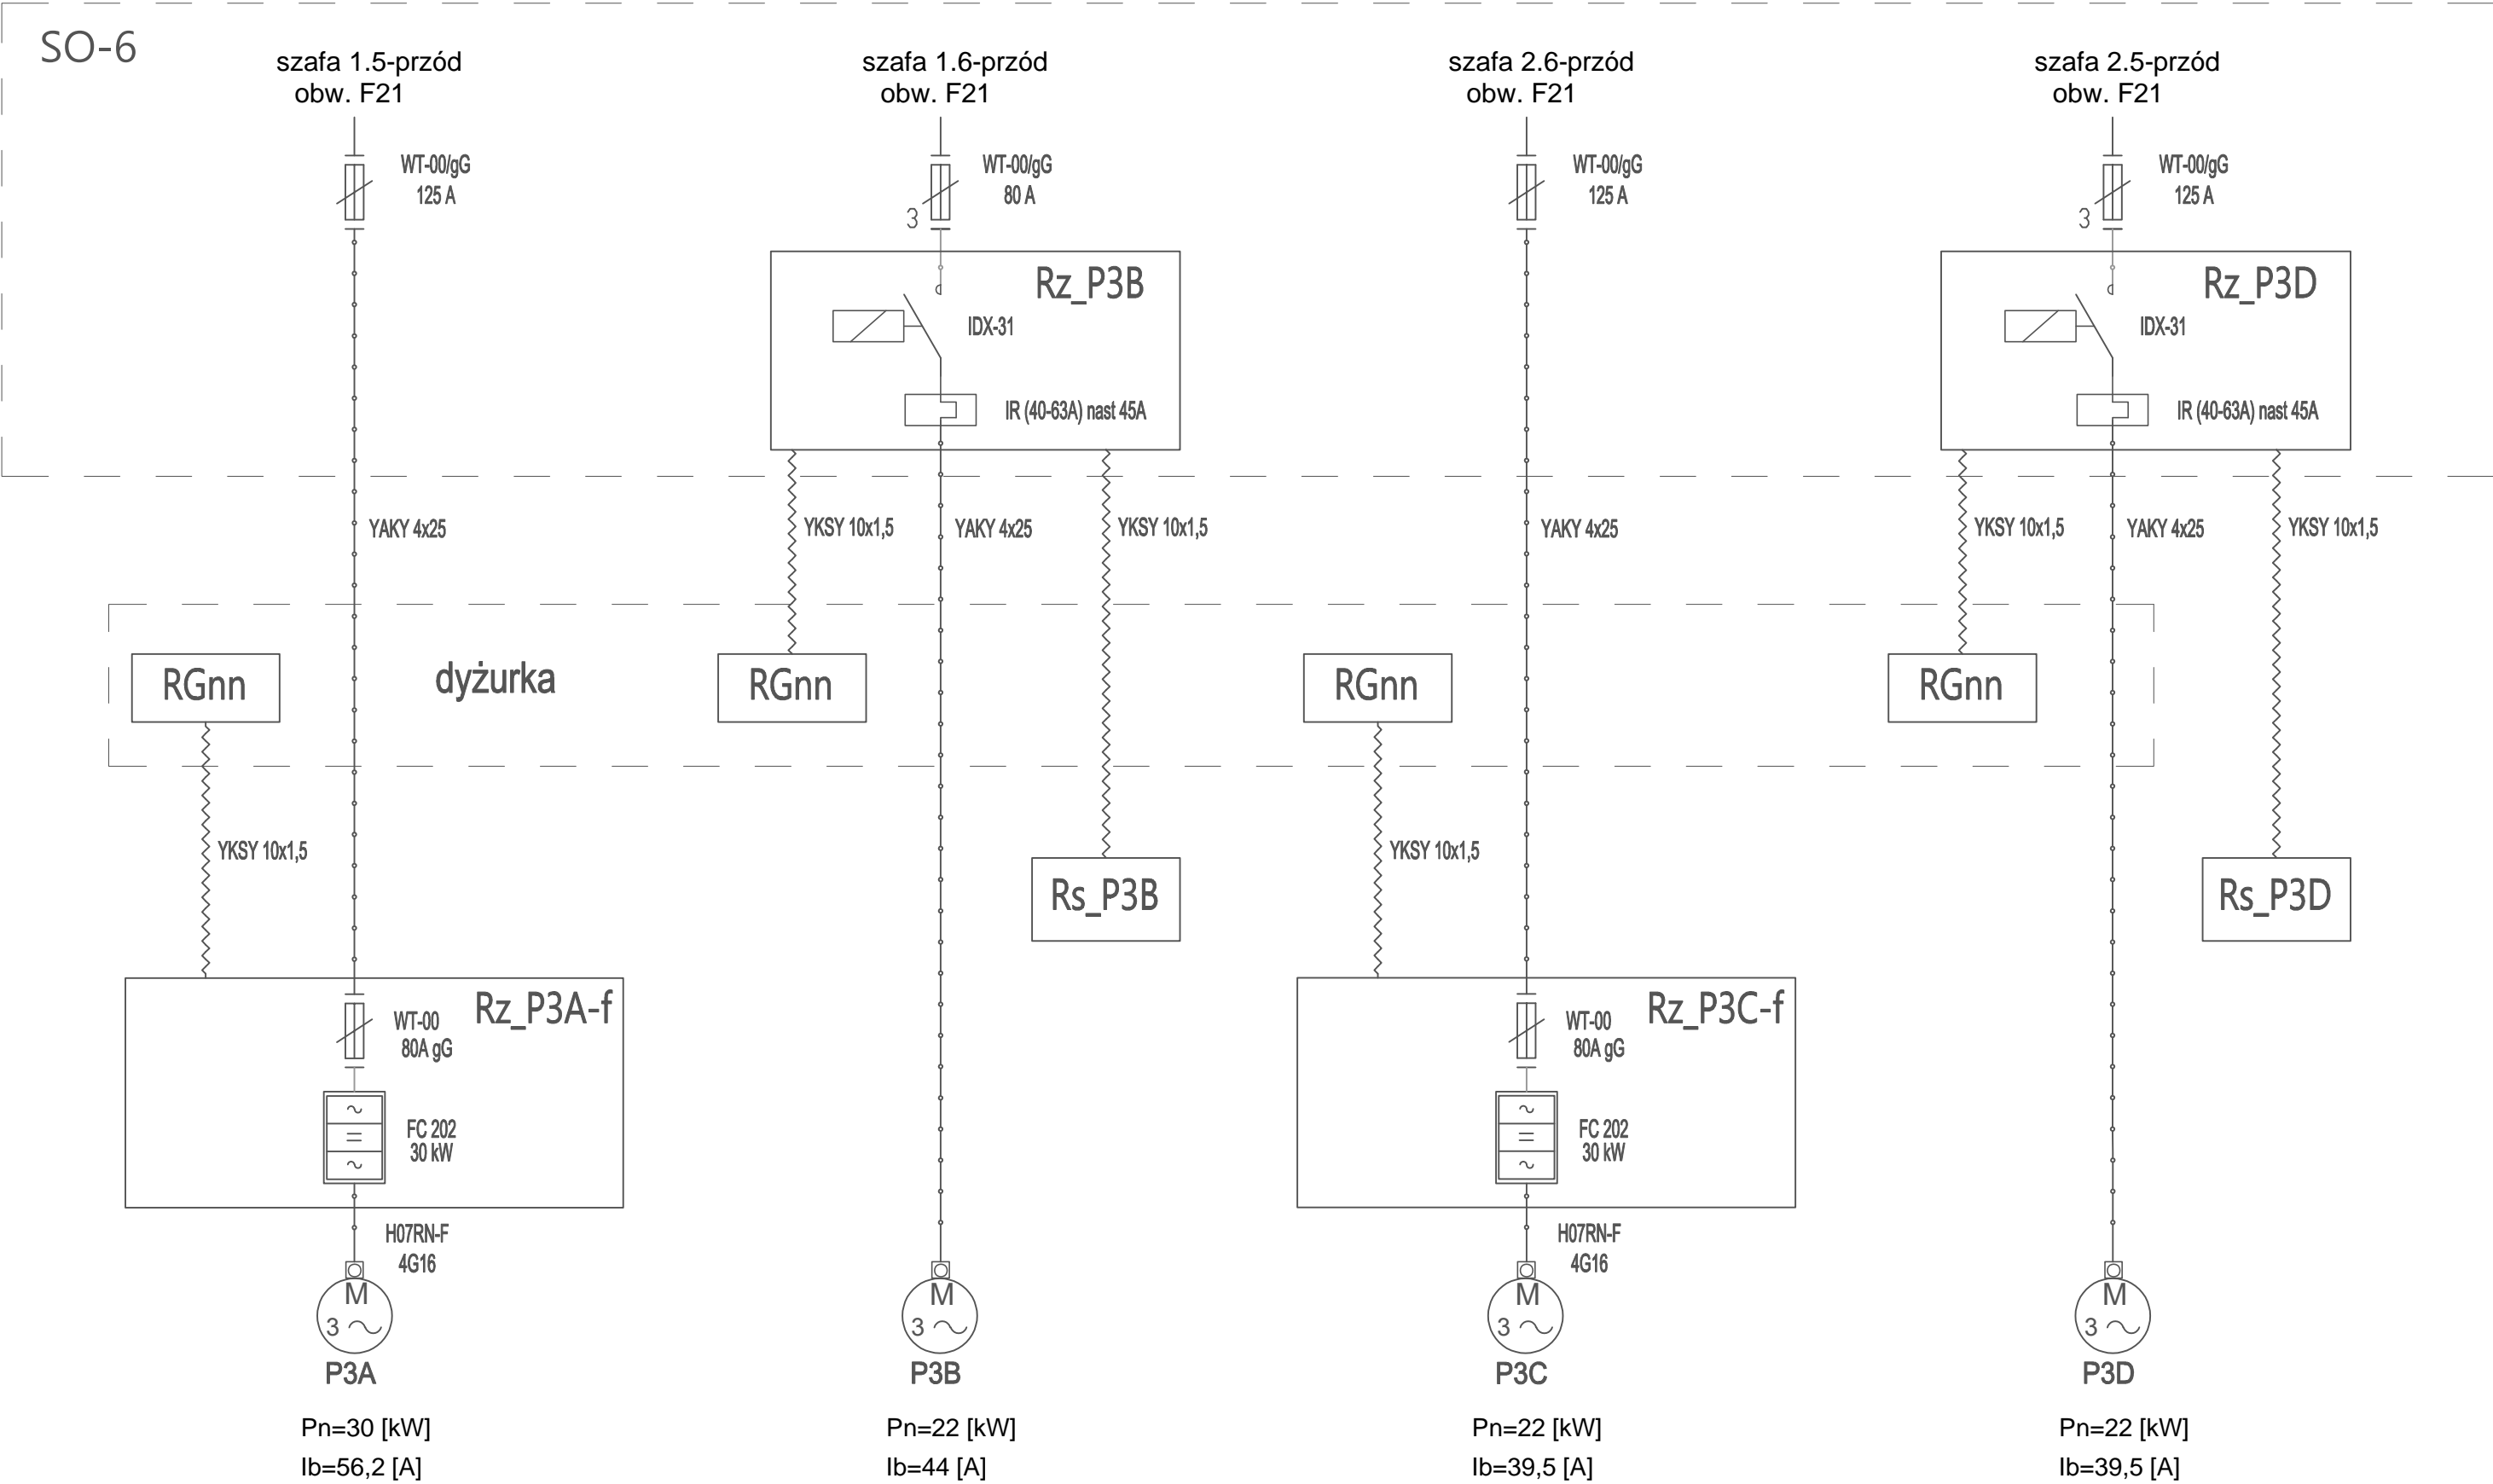 SO-6
szafa 1.5-przód
obw. F21
szafa 1.6-przód
obw. F21
szafa 2.6-przód
obw. F21
szafa 2.5-przód
obw. F21
WT-00/gG
125 A
WT-00/gG
80 A
3
WT-00/gG
125 A
WT-00/gG
125 A
3
Rz_P3B
IDX-31
IR (40-63A) nast 45A
Rz_P3D
IDX-31
IR (40-63A) nast 45A
YAKY 4x25
YKSY 10x1,5
YAKY 4x25
YKSY 10x1,5
YAKY 4x25
YKSY 10x1,5
YAKY 4x25
YKSY 10x1,5
RGnn
dyżurka
RGnn
RGnn
RGnn
YKSY 10x1,5
YKSY 10x1,5
Rs_P3B
Rs_P3D
Rz_P3A-f
WT-00
80A gG
FC 202
30 kW
Rz_P3C-f
WT-00
80A gG
FC 202
30 kW
H07RN-F
4G16
H07RN-F
4G16
M
3
M
3
M
3
M
3
P3A
P3B
P3C
P3D
Pn=30 [kW]
Ib=56,2 [A]
Pn=22 [kW]
Ib=44 [A]
Pn=22 [kW]
Ib=39,5 [A]
Pn=22 [kW]
Ib=39,5 [A]